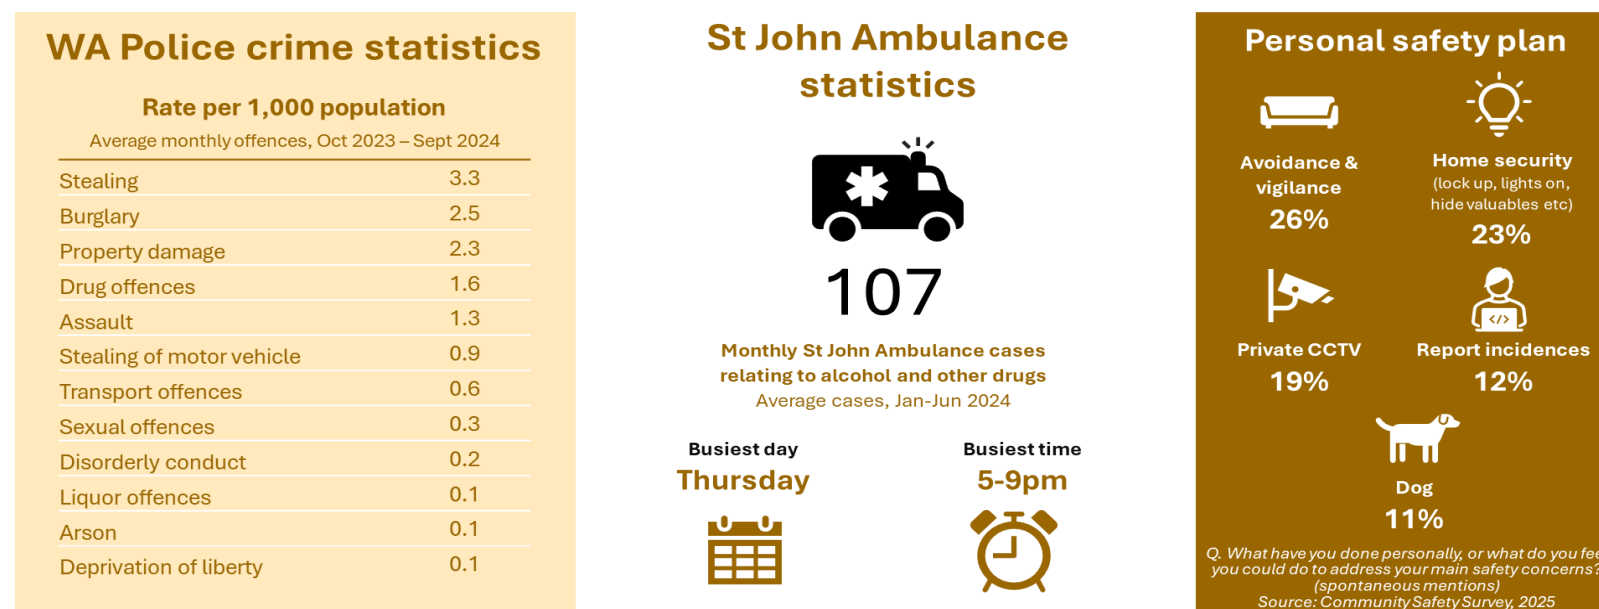 WA Police crime statistics
Rate per 1,000 population
Average monthly offences, Oct 2023 – Sept 2024
Stealing 3.3
Burglary 2.5
Property damage 2.3
Drug offences 1.6
Assault 1.3
Stealing of motor vehicle 0.9
Transport offences 0.6
Sexual offences 0.3
Disorderly conduct 0.2
Liquor offences 0.1
Arson 0.1
Deprivation of liberty 0.1
St John Ambulance
statistics
107
Monthly St John Ambulance cases
relating to alcohol and other drugs
Average cases, Jan-Jun 2024
Busiest day
Thursday
Busiest time
5-9pm
Personal safety plan
Avoidance &
vigilance
26%
Home security
(lock up, lights on,
hide valuables etc)
23%
Private CCTV
19%
</>
Report incidences
12%
Dog
11%
Q. What have you done personally, or what do you fee
you could do to address your main safety concerns?
(spontaneous mentions)
Source: Community Safety Survey, 2025